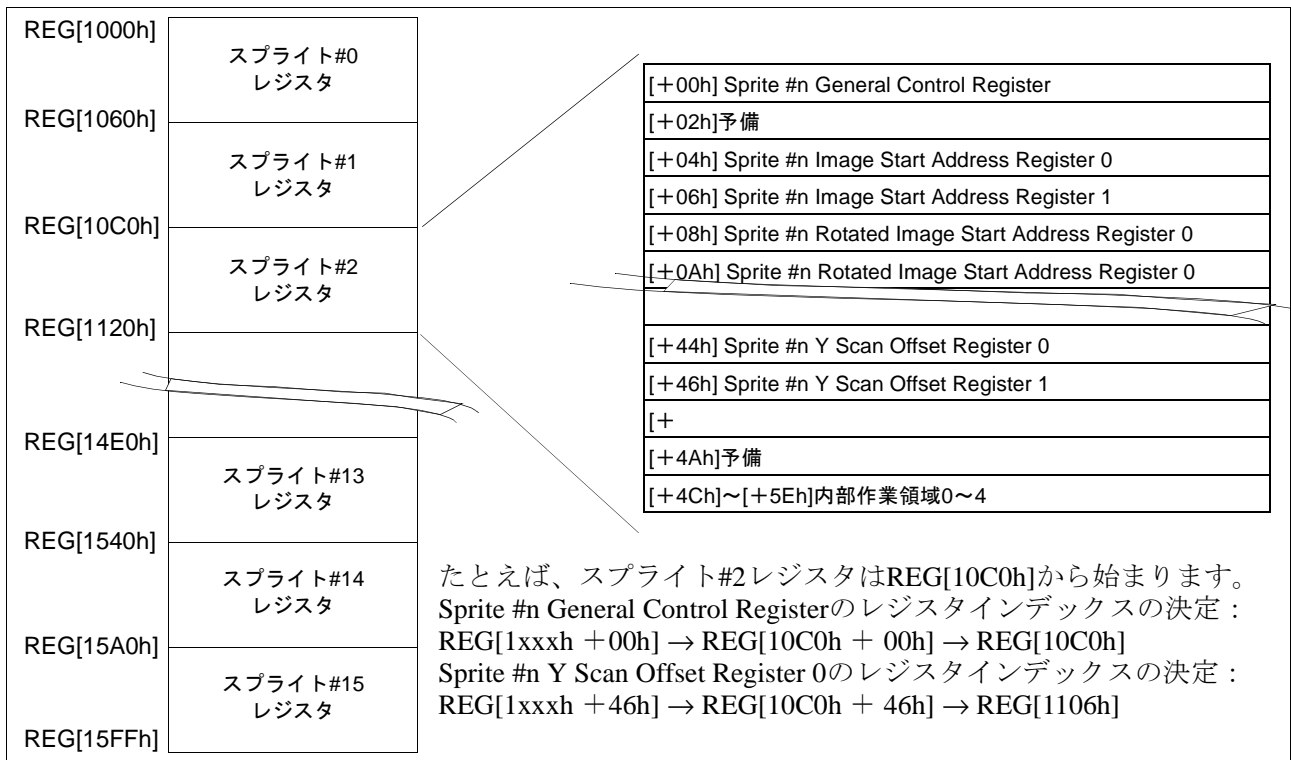 REG[1000h]
スプライト#0
レジスタ
REG[1060h]
スプライト#1
レジスタ
REG[10C0h]
スプライト#2
レジスタ
REG[1120h]
REG[14E0h]
スプライト#13
レジスタ
REG[1540h]
スプライト#14
レジスタ
REG[15A0h]
スプライト#15
レジスタ
REG[15FFh]
[+00h] Sprite #n General Control Register
[+02h]予備
[+04h] Sprite #n Image Start Address Register 0
[+06h] Sprite #n Image Start Address Register 1
[+08h] Sprite #n Rotated Image Start Address Register 0
[+0Ah] Sprite #n Rotated Image Start Address Register 0
[+44h] Sprite #n Y Scan Offset Register 0
[+46h] Sprite #n Y Scan Offset Register 1
[+
[+4Ah]予備
[+4Ch]～[+5Eh]内部作業領域0～4
たとえば、スプライト#2レジスタはREG[10C0h]から始まります。
Sprite #n General Control Registerのレジスタインデックスの決定：
REG[1xxxh +00h] → REG[10C0h + 00h] → REG[10C0h]
Sprite #n Y Scan Offset Register 0のレジスタインデックスの決定：
REG[1xxxh +46h] → REG[10C0h + 46h] → REG[1106h]